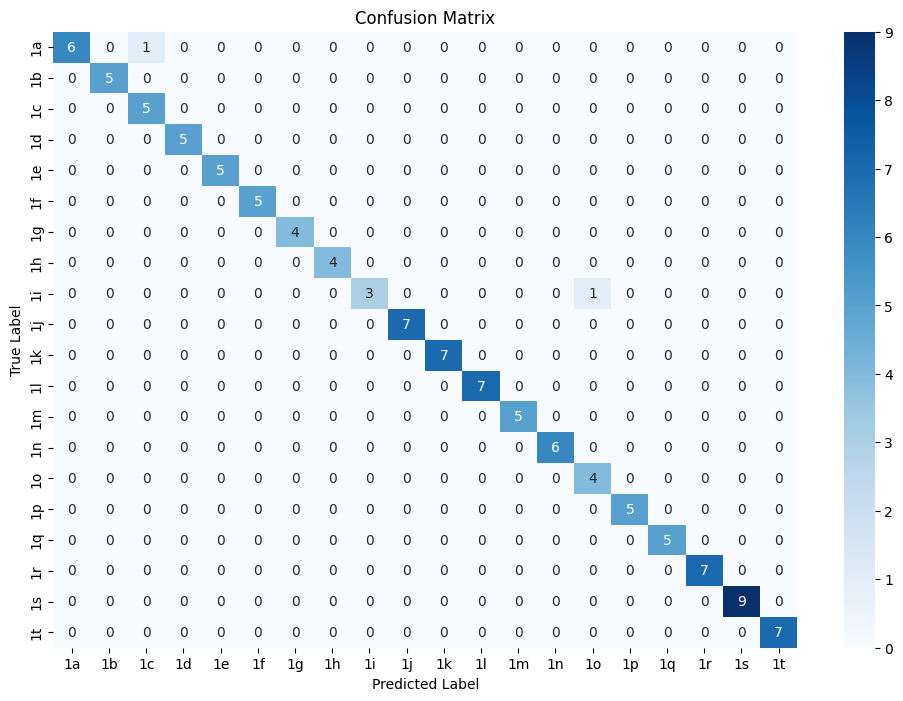 Confusion Matrix
1a 6 0 1 0 0 0 0 0 0 0 0 0 0 0 0 0 0 0 0 0
1b 0 5 0 0 0 0 0 0 0 0 0 0 0 0 0 0 0 0 0 0
1c 0 0 5 0 0 0 0 0 0 0 0 0 0 0 0 0 0 0 0 0
1d 0 0 0 5 0 0 0 0 0 0 0 0 0 0 0 0 0 0 0 0
1e 0 0 0 0 5 0 0 0 0 0 0 0 0 0 0 0 0 0 0 0
1f 0 0 0 0 0 5 0 0 0 0 0 0 0 0 0 0 0 0 0 0
1g 0 0 0 0 0 0 4 0 0 0 0 0 0 0 0 0 0 0 0 0
1h 0 0 0 0 0 0 0 4 0 0 0 0 0 0 0 0 0 0 0 0
1i 0 0 0 0 0 0 0 0 3 0 0 0 0 0 1 0 0 0 0 0
1j 0 0 0 0 0 0 0 0 0 7 0 0 0 0 0 0 0 0 0 0
1k 0 0 0 0 0 0 0 0 0 0 7 0 0 0 0 0 0 0 0 0
1l 0 0 0 0 0 0 0 0 0 0 0 7 0 0 0 0 0 0 0 0
1m 0 0 0 0 0 0 0 0 0 0 0 0 5 0 0 0 0 0 0 0
1n 0 0 0 0 0 0 0 0 0 0 0 0 0 6 0 0 0 0 0 0
1o 0 0 0 0 0 0 0 0 0 0 0 0 0 0 4 0 0 0 0 0
1p 0 0 0 0 0 0 0 0 0 0 0 0 0 0 0 5 0 0 0 0
1q 0 0 0 0 0 0 0 0 0 0 0 0 0 0 0 0 5 0 0 0
1r 0 0 0 0 0 0 0 0 0 0 0 0 0 0 0 0 0 7 0 0
1s 0 0 0 0 0 0 0 0 0 0 0 0 0 0 0 0 0 0 9 0
1t 0 0 0 0 0 0 0 0 0 0 0 0 0 0 0 0 0 0 0 7
1a 1b 1c 1d 1e 1f 1g 1h 1i 1j 1k 1l 1m 1n 1o 1p 1q 1r 1s 1t
Predicted Label
True Label
9
8
7
6
5
4
3
2
1
0